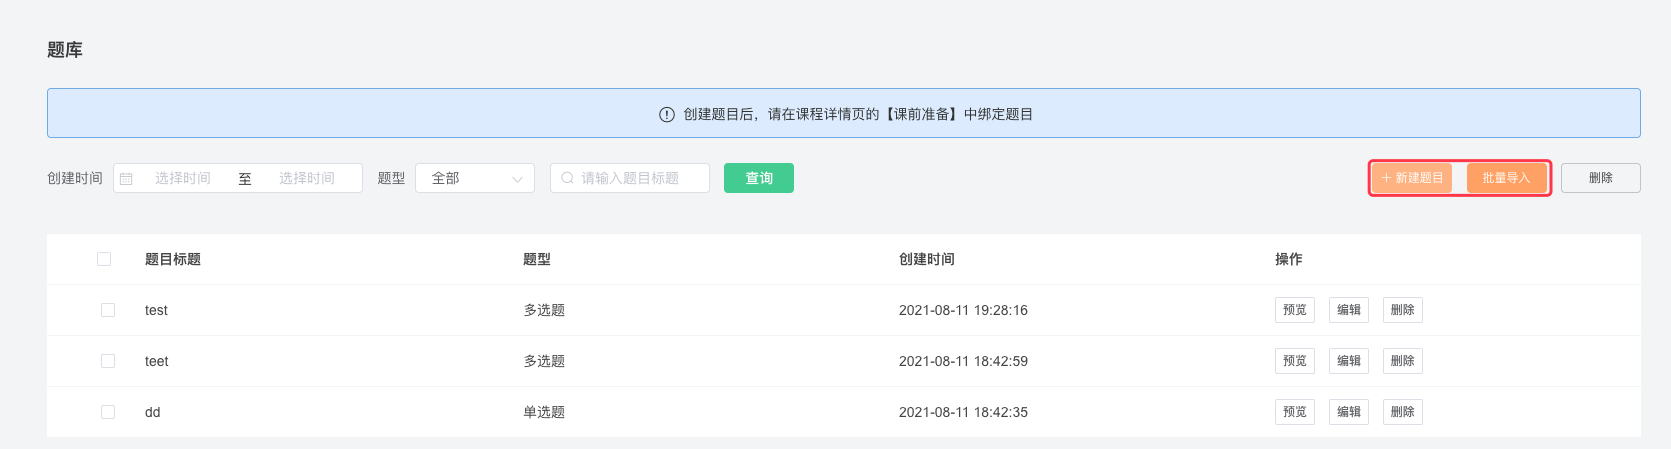 题库
创建题目后，请在课程详情页的【课前准备】中绑定题目
创建时间 选择时间 至 选择时间 题型 全部 请输入题目标题 查询 + 新建题目 批量导入 删除
题目标题 题型 创建时间 操作
test 多选题 2021-08-11 19:28:16 预览 编辑 删除
teet 多选题 2021-08-11 18:42:59 预览 编辑 删除
dd 单选题 2021-08-11 18:42:35 预览 编辑 删除